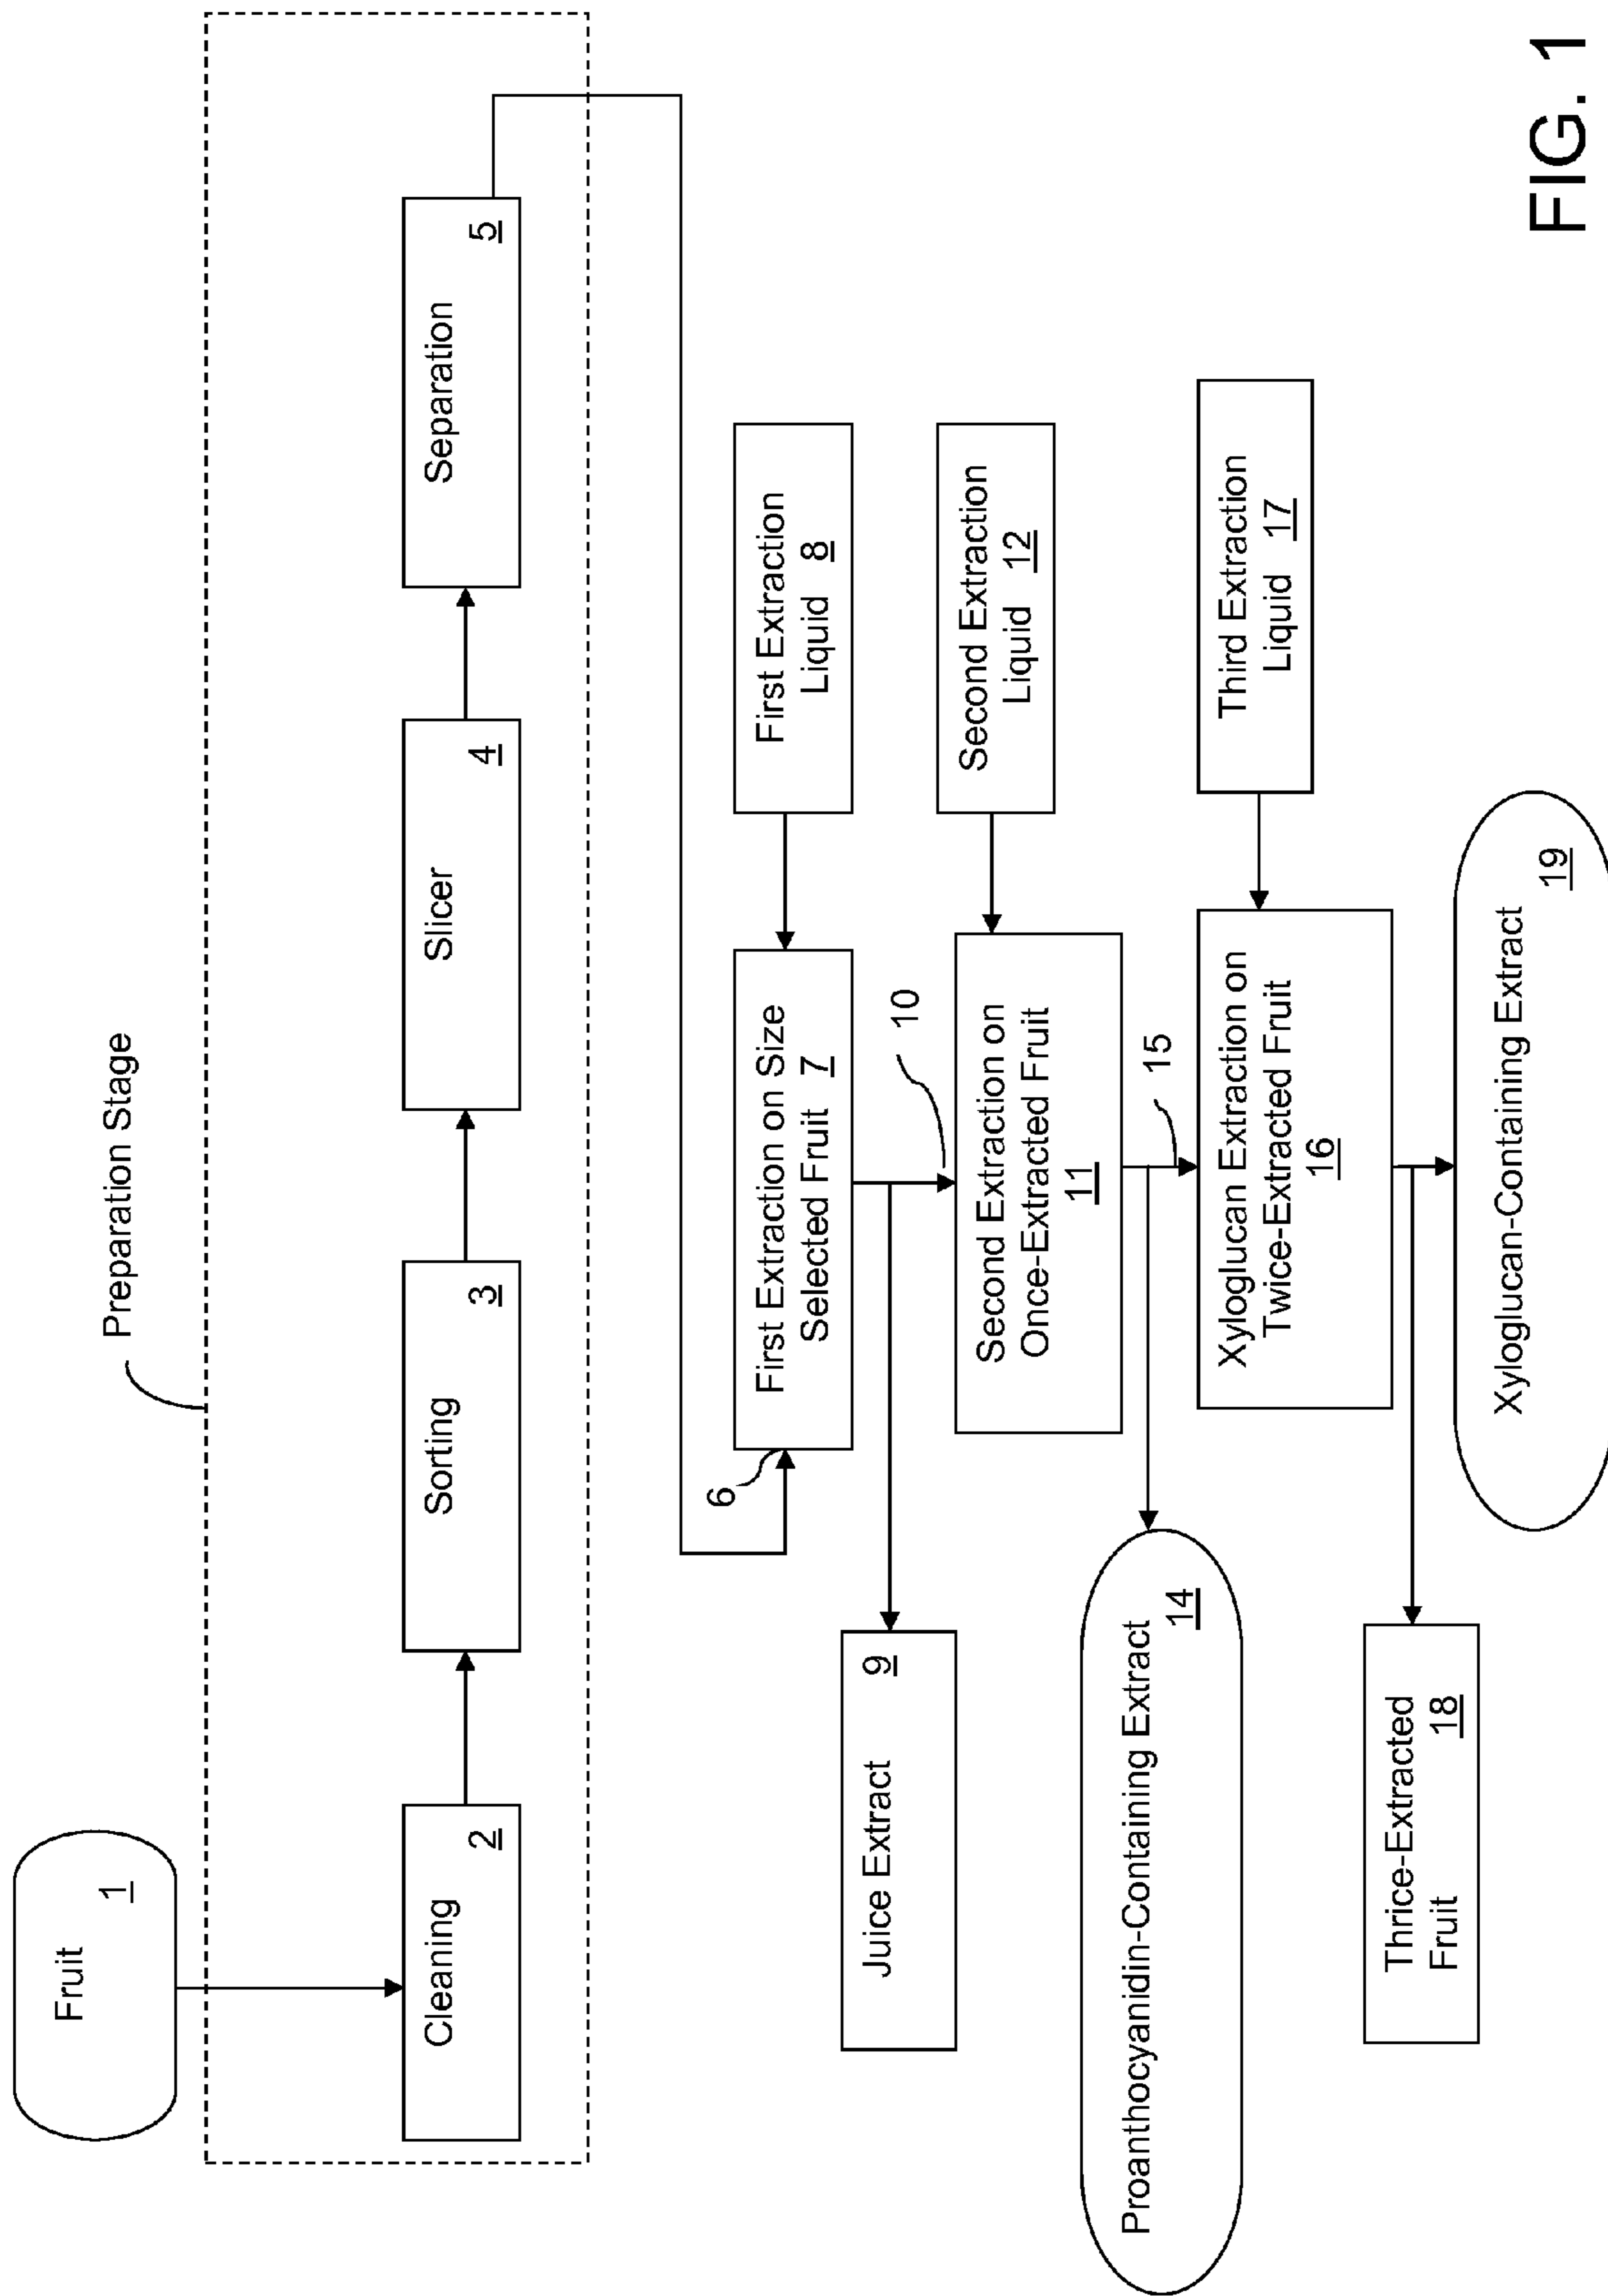 Fruit
1
Preparation Stage
Cleaning
2
Sorting
3
Slicer
4
Separation
5
6
First Extraction on Size
Selected Fruit 7
First Extraction
Liquid 8
Juice Extract
9
10
Second Extraction on
Once-Extracted Fruit
11
Second Extraction
Liquid 12
Proanthocyanidin-Containing Extract
14
15
Xyloglucan Extraction on
Twice-Extracted Fruit
16
Third Extraction
Liquid 17
Thrice-Extracted
Fruit 18
Xyloglucan-Containing Extract
19
FIG. 1